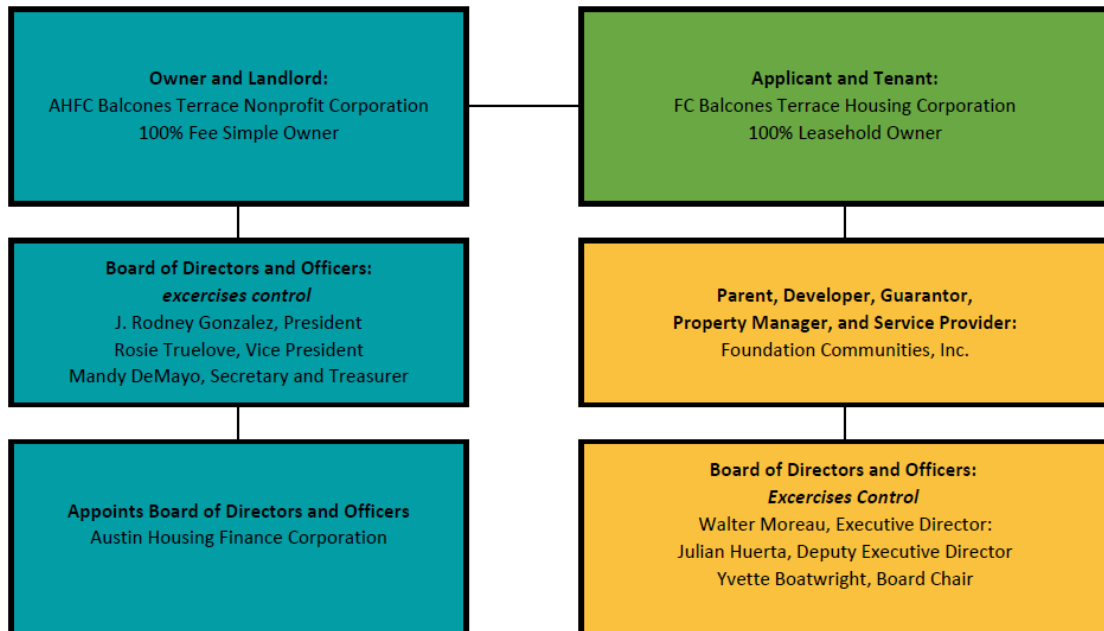 Owner and Landlord:
AHFC Balcones Terrace Nonprofit Corporation
100% Fee Simple Owner
Applicant and Tenant:
FC Balcones Terrace Housing Corporation
100% Leasehold Owner
Board of Directors and Officers:
excercises control
J. Rodney Gonzalez, President
Rosie Truelove, Vice President
Mandy DeMayo, Secretary and Treasurer
Parent, Developer, Guarantor,
Property Manager, and Service Provider:
Foundation Communities, Inc.
Appoints Board of Directors and Officers
Austin Housing Finance Corporation
Board of Directors and Officers:
Excercises Control
Walter Moreau, Executive Director:
Julian Huerta, Deputy Executive Director
Yvette Boatwright, Board Chair